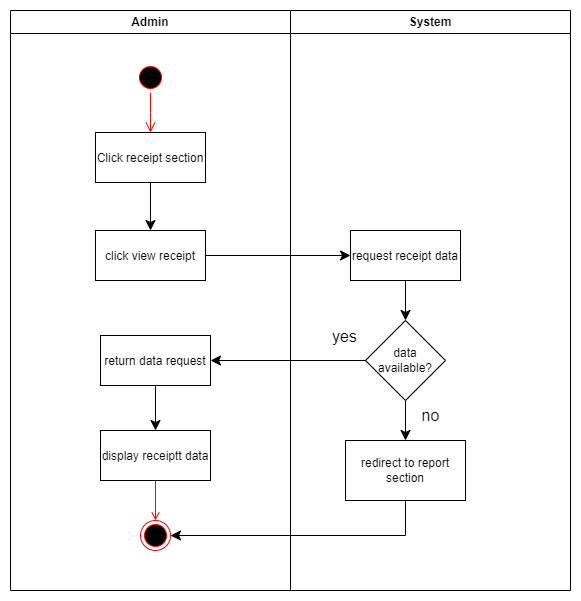 Admin
System
Click receipt section
click view receipt
request receipt data
yes
data
available?
return data request
no
display receiptt data
redirect to report
section